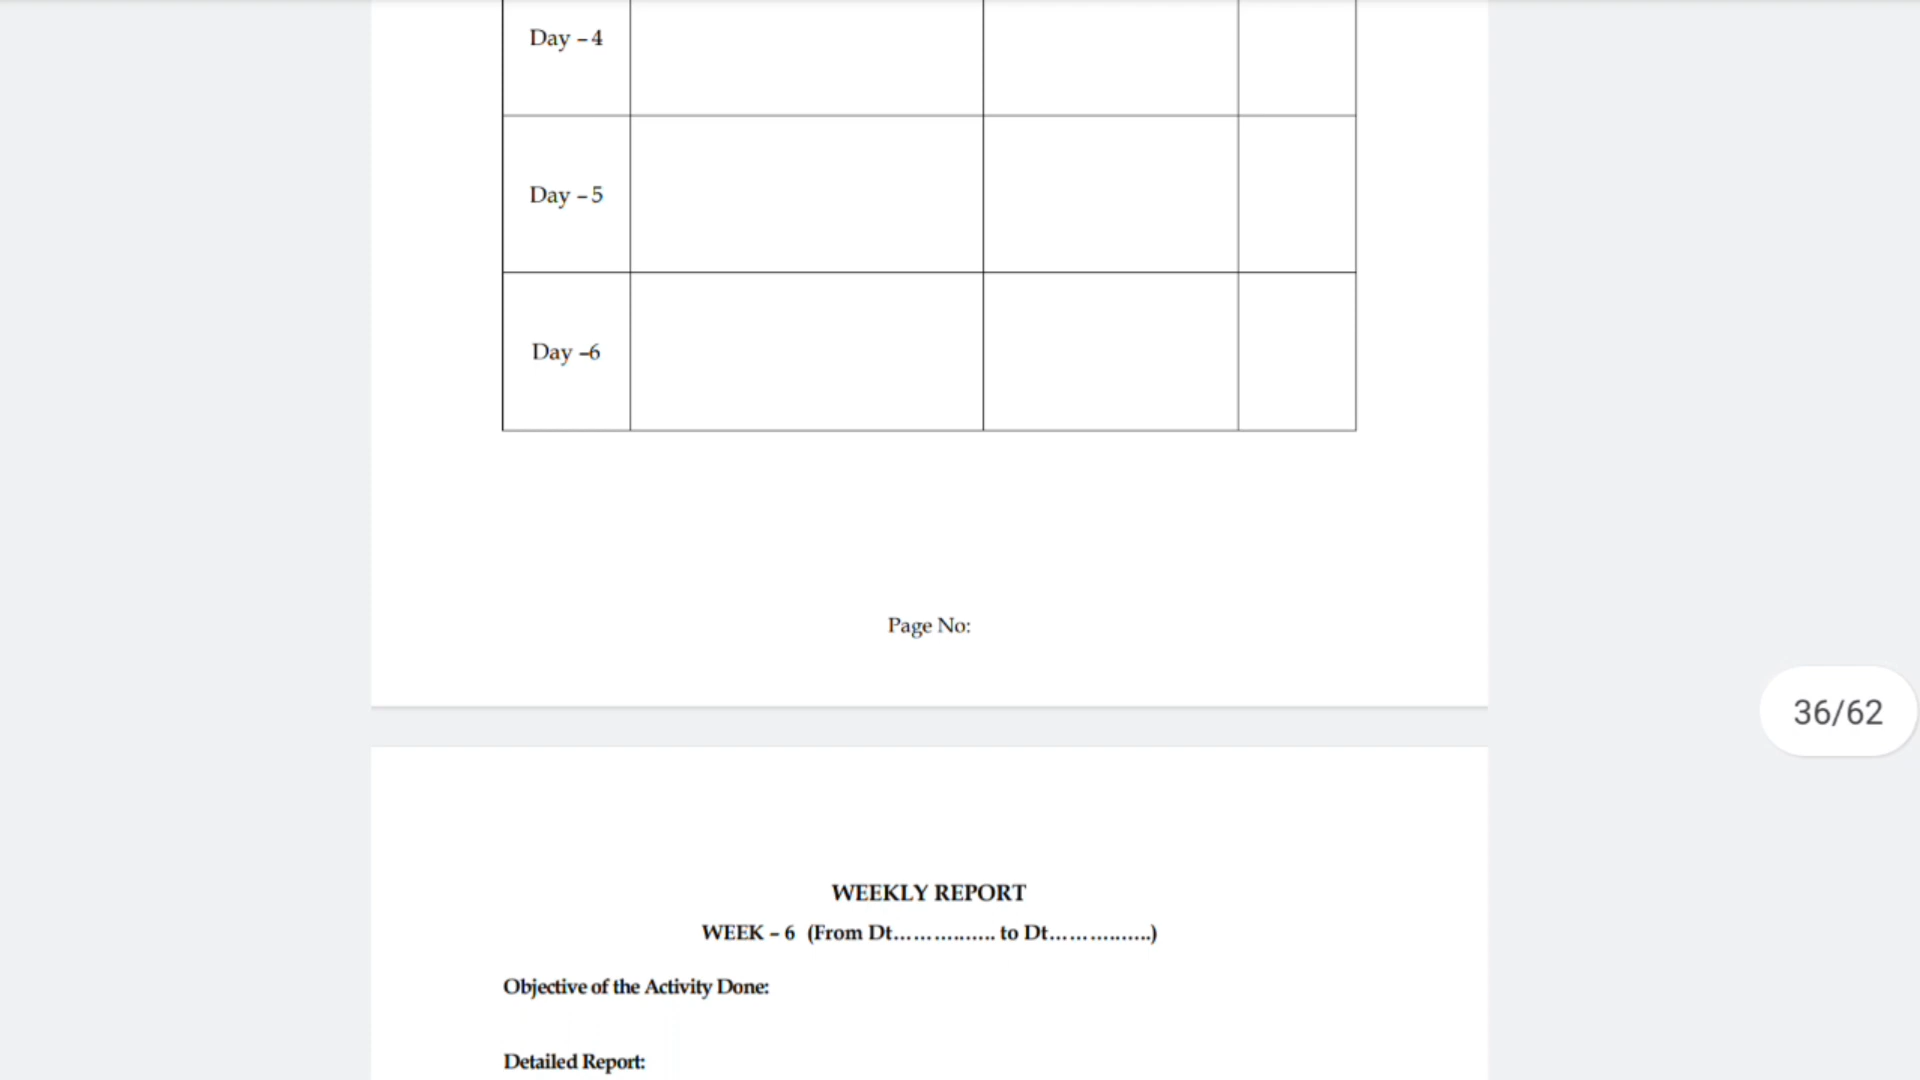 Day – 4
Day – 5
Day –6
Page No:
36/62
WEEKLY REPORT
WEEK – 6 (From Dt…………….. to Dt……………..)
Objective of the Activity Done:
Detailed Report: